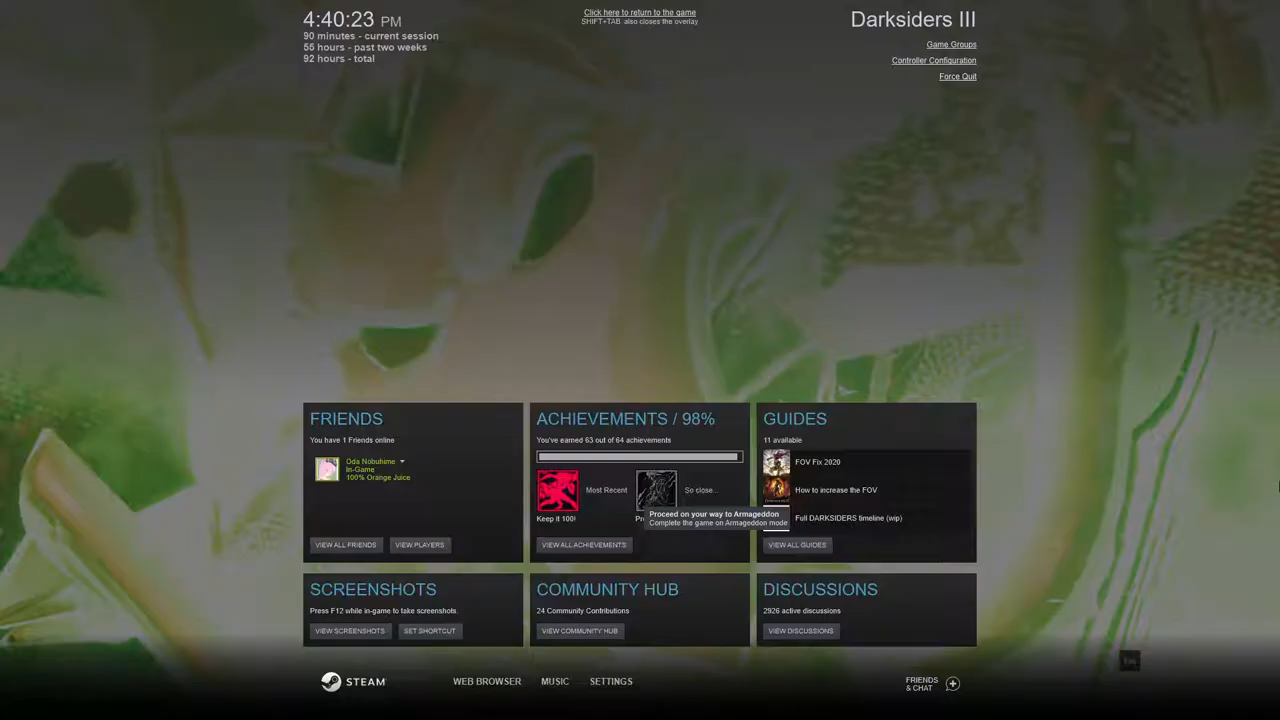 4:40:23 PM
90 minutes - current session
55 hours - past two weeks
92 hours - total
Click here to return to the game
SHIFT+TAB also closes the overlay
Darksiders III
Game Groups
Controller Configuration
Force Quit
FRIENDS
You have 1 Friends online
Oda Nobuhime
In-Game
100% Orange Juice
VIEW ALL FRIENDS
VIEW PLAYERS
ACHIEVEMENTS / 98%
You've earned 63 out of 64 achievements
Most Recent
So close...
Keep it 100!
Proceed on your way to Armageddon
Complete the game on Armageddon mode
VIEW ALL ACHIEVEMENTS
GUIDES
11 available
FOV Fix 2020
How to increase the FOV
Full DARKSIDERS timeline (wip)
VIEW ALL GUIDES
SCREENSHOTS
Press F12 while in-game to take screenshots.
VIEW SCREENSHOTS
SET SHORTCUT
COMMUNITY HUB
24 Community Contributions
VIEW COMMUNITY HUB
DISCUSSIONS
2926 active discussions
VIEW DISCUSSIONS
STEAM
WEB BROWSER
MUSIC
SETTINGS
FRIENDS
& CHAT